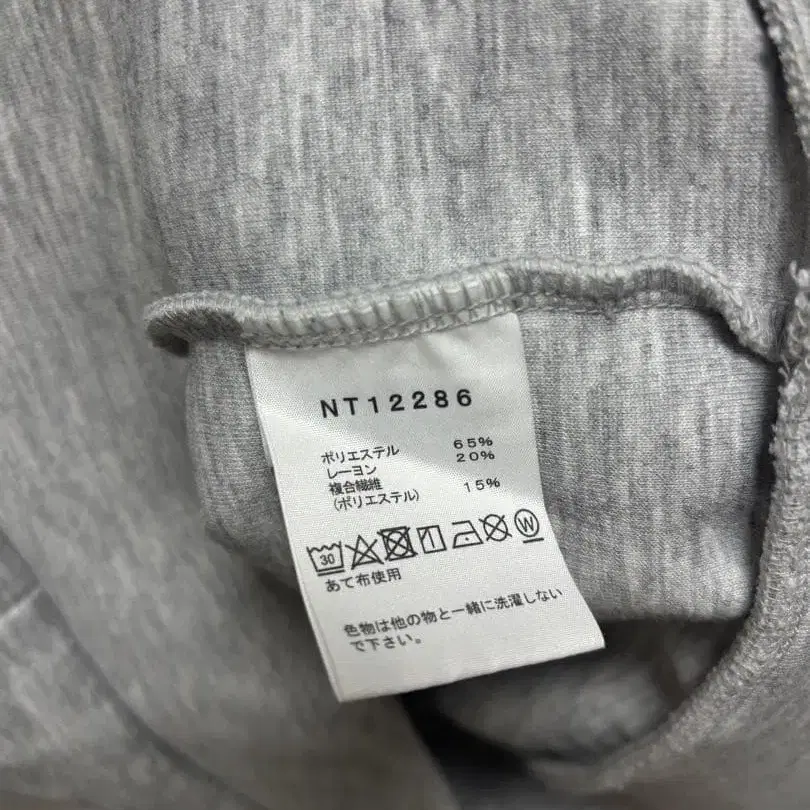 NT12286
ポリエステル 65%
レーヨン 20%
複合繊維
(ポリエステル) 15%
30 W
あて布使用
色物は他の物と一緒に洗濯しない
で下さい。